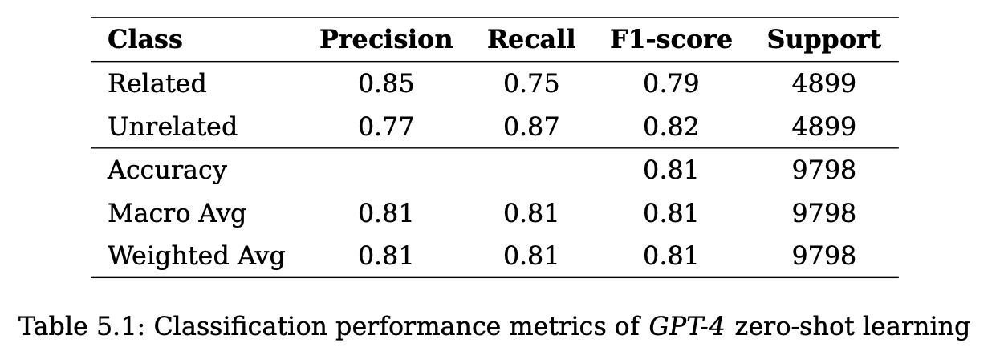 Class Precision Recall F1-score Support
Related 0.85 0.75 0.79 4899
Unrelated 0.77 0.87 0.82 4899
Accuracy 0.81 9798
Macro Avg 0.81 0.81 0.81 9798
Weighted Avg 0.81 0.81 0.81 9798
Table 5.1: Classification performance metrics of GPT-4 zero-shot learning